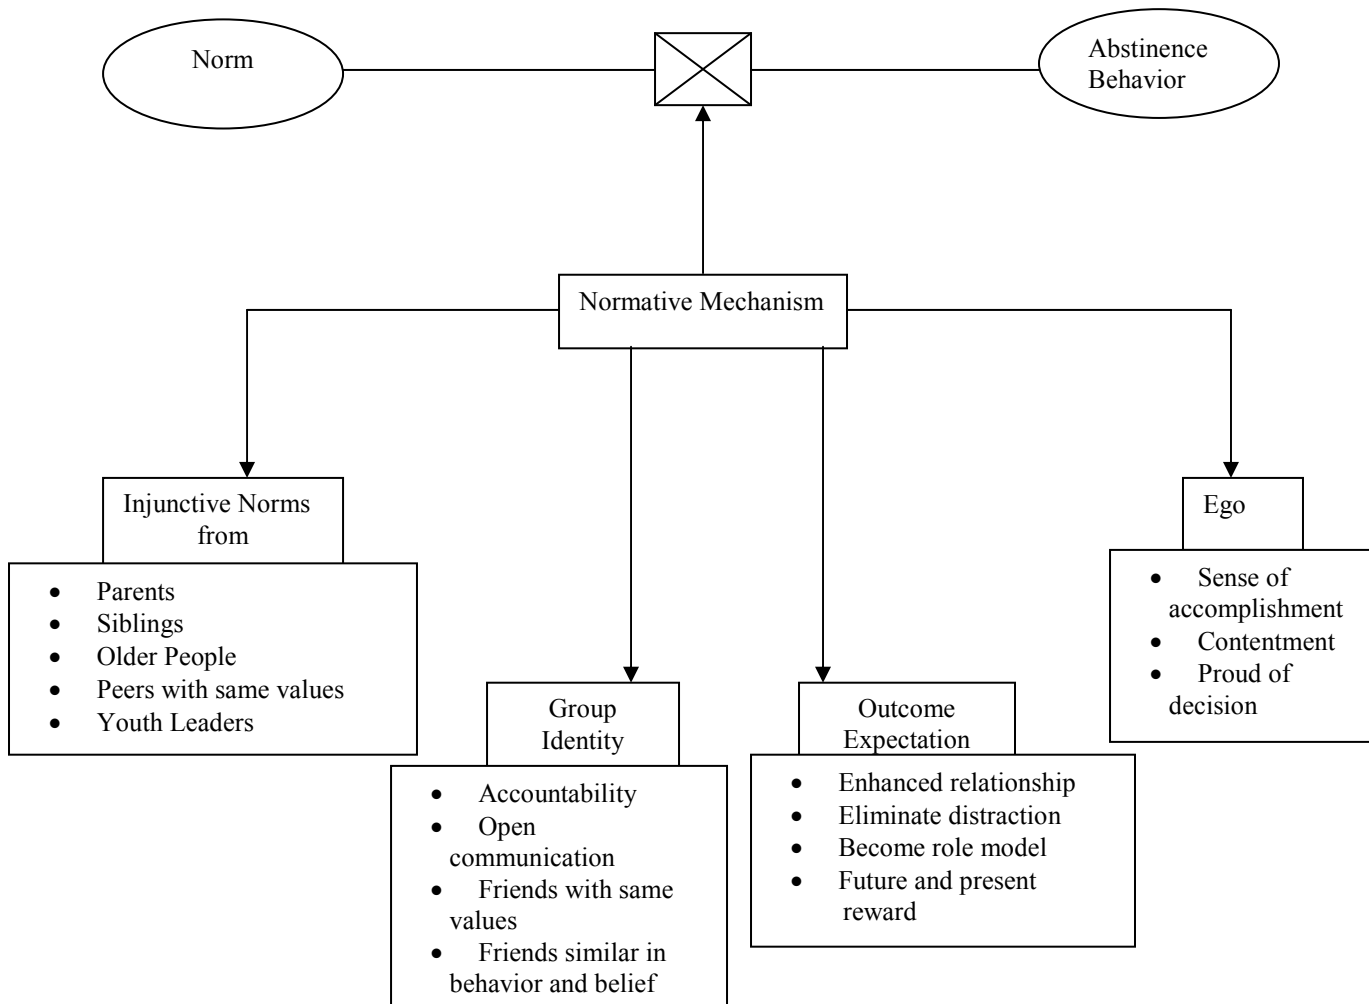 Norm
Abstinence
Behavior
Normative Mechanism
Injunctive Norms
from
• Parents
• Siblings
• Older People
• Peers with same values
• Youth Leaders
Group
Identity
• Accountability
• Open
communication
• Friends with same
values
• Friends similar in
behavior and belief
Outcome
Expectation
• Enhanced relationship
• Eliminate distraction
• Become role model
• Future and present
reward
Ego
• Sense of
accomplishment
• Contentment
• Proud of
decision